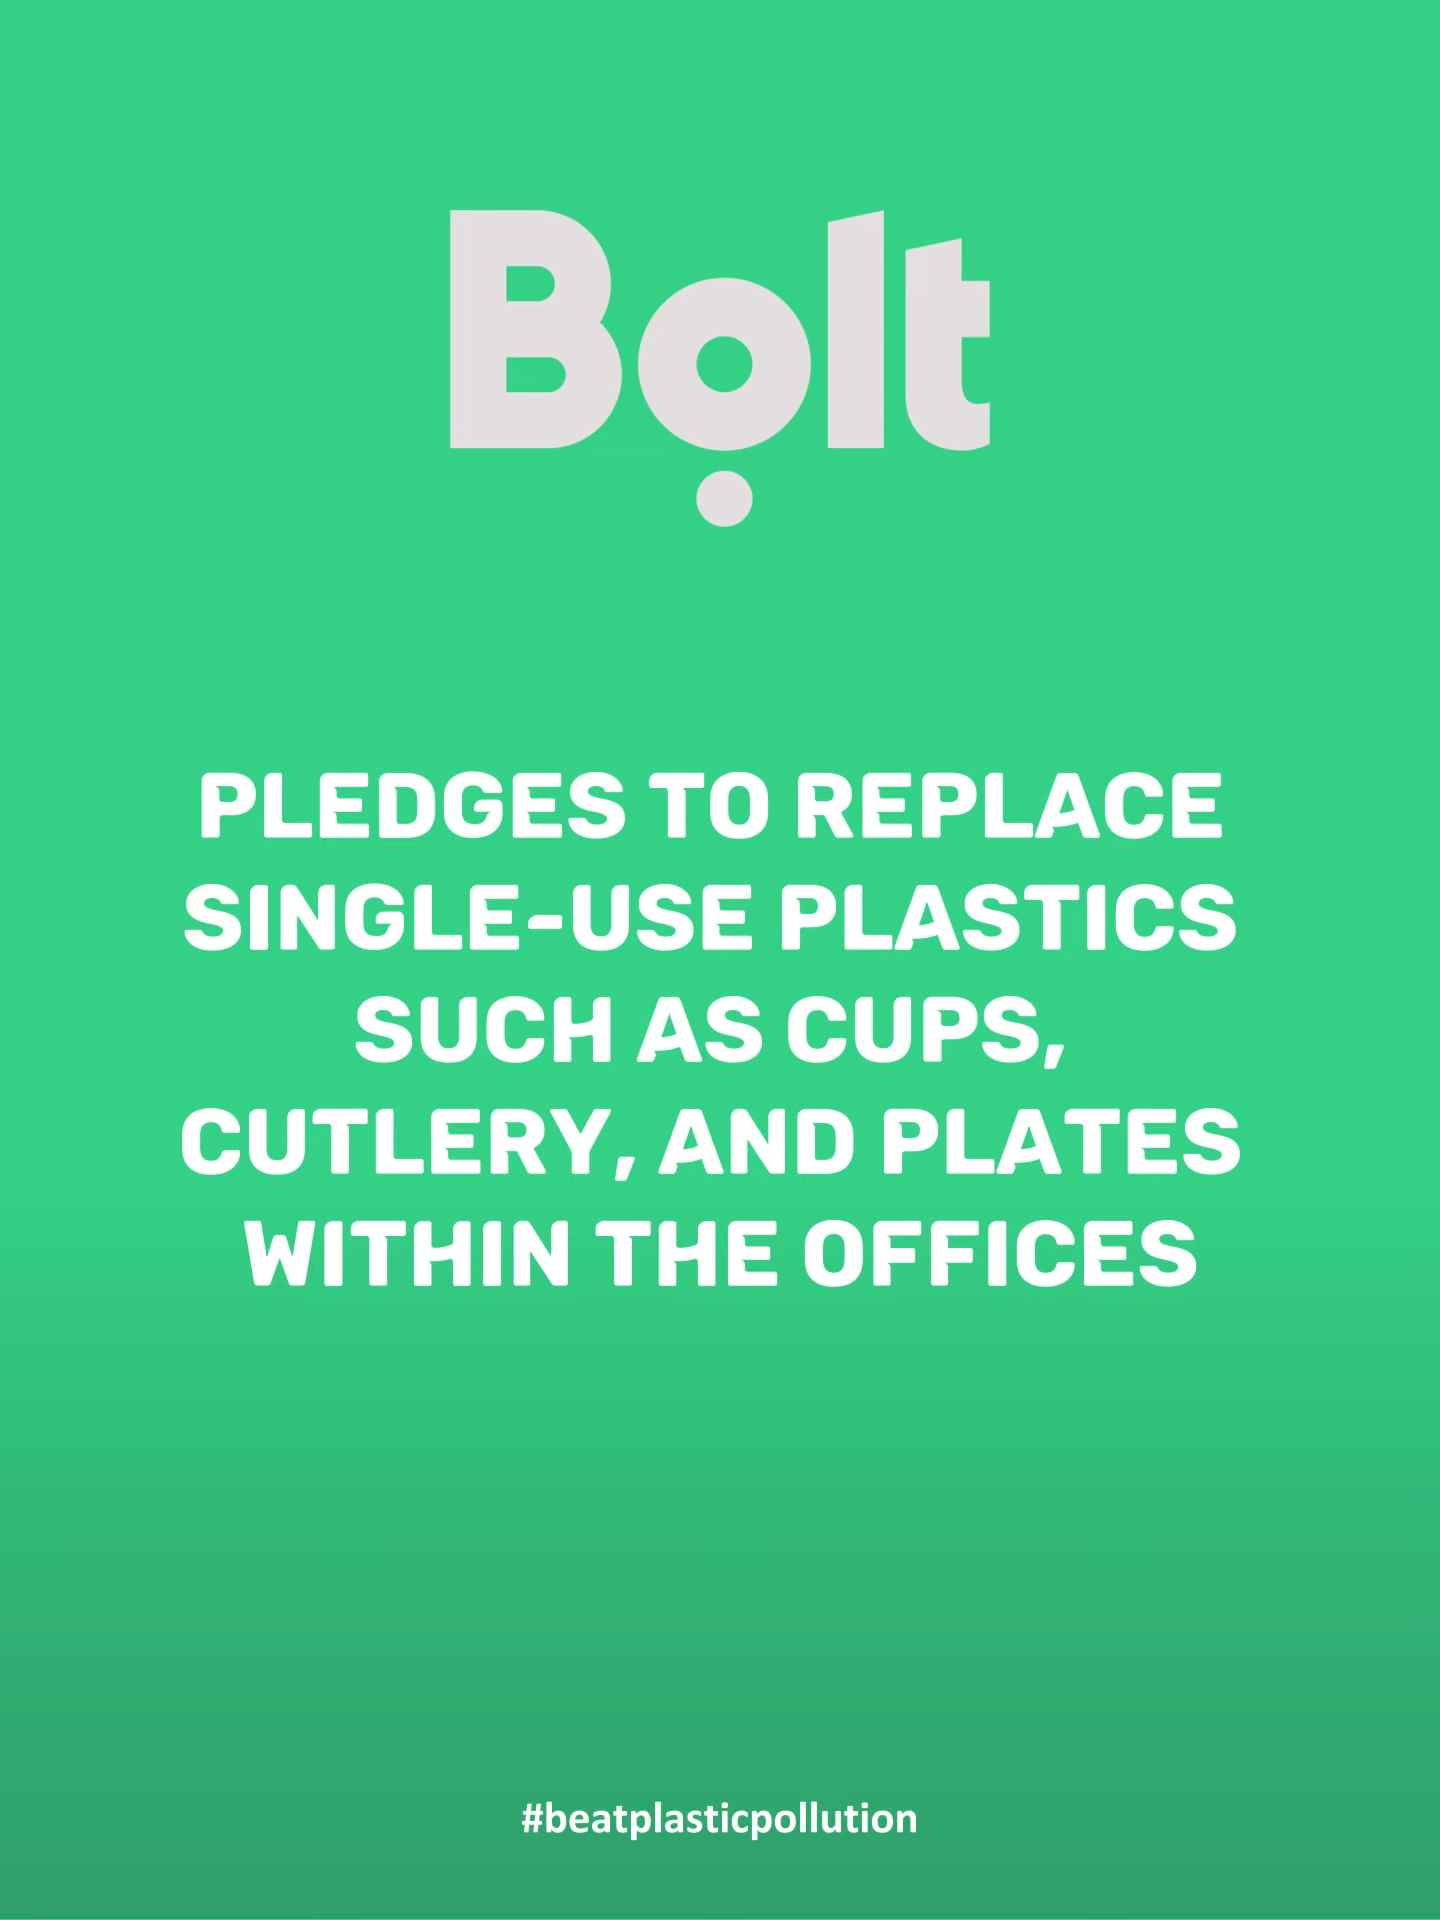 Bolt
PLEDGES TO REPLACE
SINGLE-USE PLASTICS
SUCH AS CUPS,
CUTLERY, AND PLATES
WITHIN THE OFFICES
#beatplasticpollution